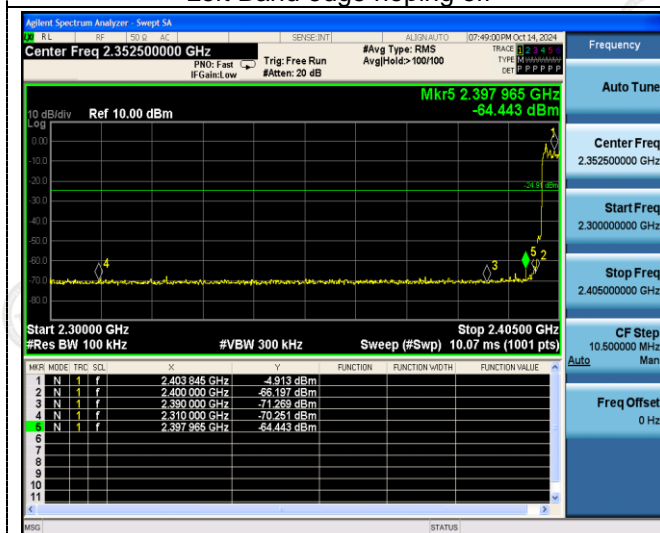 Left Band edge hoping off
Agilent Spectrum Analyzer - Swept SA
RL RF 50 Ω AC SENSE:INT ALIGNAUTO 07:49:00 PM Oct 14, 2024
Center Freq 2.352500000 GHz
PNO: Fast
IFGain:Low
Trig: Free Run
#Atten: 20 dB
#Avg Type: RMS
Avg|Hold:>100/100
TRACE 1 2 3 4 5 6
TYPE M
DET P P P P P P
Mkr5 2.397 965 GHz
-64.443 dBm
10 dB/div Ref 10.00 dBm
Log
0.00
-10.0
-20.0
-24.91 dBm
-30.0
-40.0
-50.0
-60.0
-70.0
-80.0
1
4
3
5
2
Start 2.30000 GHz Stop 2.40500 GHz
#Res BW 100 kHz #VBW 300 kHz Sweep (#Swp) 10.07 ms (1001 pts)
MKR MODE TRC SCL X Y FUNCTION FUNCTION WIDTH FUNCTION VALUE
1 N 1 f 2.403 845 GHz -4.913 dBm
2 N 1 f 2.400 000 GHz -66.197 dBm
3 N 1 f 2.390 000 GHz -71.269 dBm
4 N 1 f 2.310 000 GHz -70.251 dBm
5 N 1 f 2.397 965 GHz -64.443 dBm
6
7
8
9
10
11
MSG STATUS
Frequency
Auto Tune
Center Freq
2.352500000 GHz
Start Freq
2.300000000 GHz
Stop Freq
2.405000000 GHz
CF Step
10.500000 MHz
Auto Man
Freq Offset
0 Hz